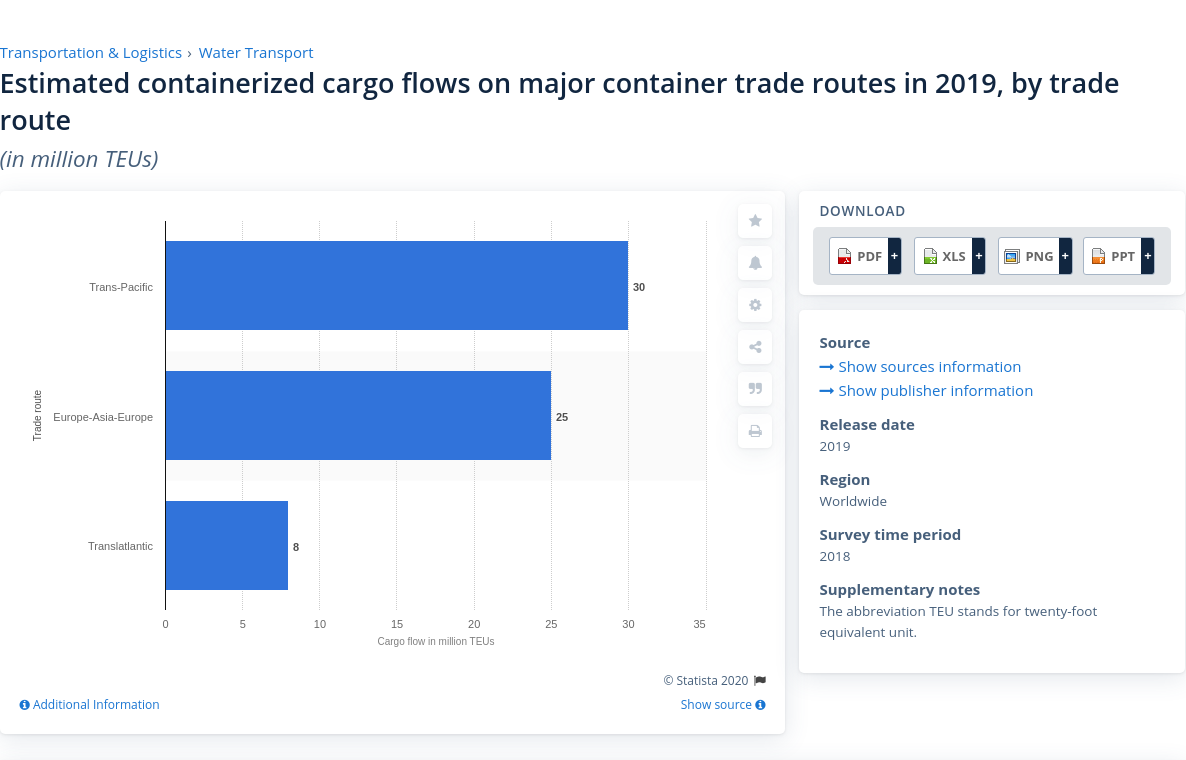 Transportation & Logistics › Water Transport
Estimated containerized cargo flows on major container trade routes in 2019, by trade
route
(in million TEUs)
Trade route
Trans-Pacific
30
Europe-Asia-Europe
25
Translatlantic
8
0 5 10 15 20 25 30 35
Cargo flow in million TEUs
© Statista 2020
Additional Information
Show source
DOWNLOAD
PDF + XLS + PNG + PPT +
Source
Show sources information
Show publisher information
Release date
2019
Region
Worldwide
Survey time period
2018
Supplementary notes
The abbreviation TEU stands for twenty-foot
equivalent unit.